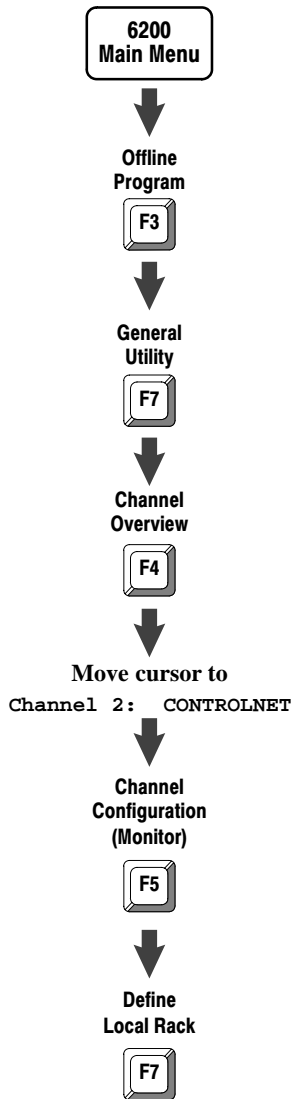 6200
Main Menu
Offline
Program
F3
General
Utility
F7
Channel
Overview
F4
Move cursor to
Channel 2: CONTROLNET
Channel
Configuration
(Monitor)
F5
Define
Local Rack
F7